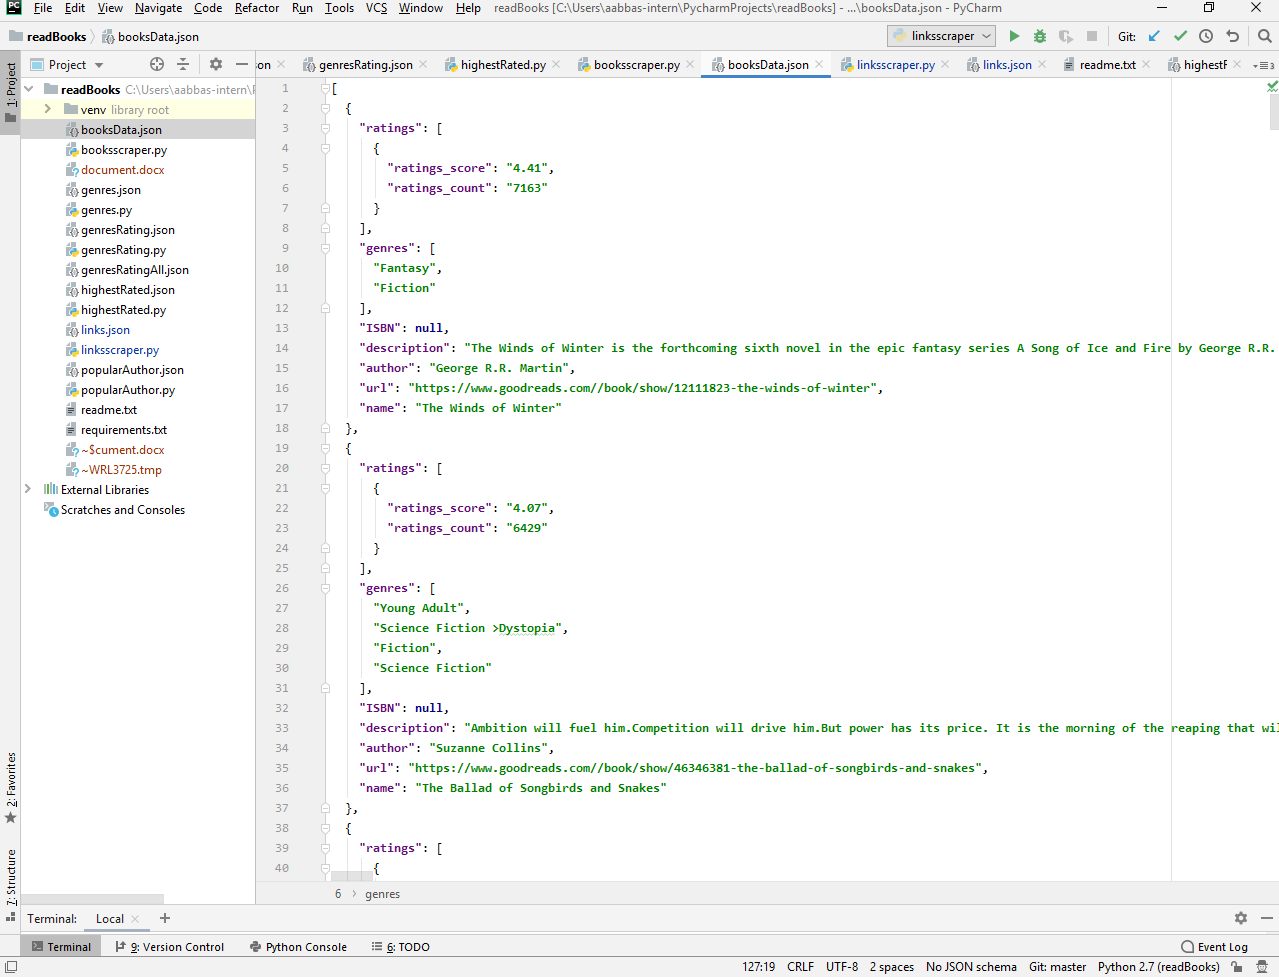 File Edit View Navigate Code Refactor Run Tools VCS Window Help readBooks [C:\Users\aabbas-intern\PycharmProjects\readBooks] - ...\booksData.json - PyCharm
readBooks booksData.json linksscraper Git:
Project on genresRating.json highestRated.py booksscraper.py booksData.json linksscraper.py links.json readme.txt highestF 3
1: Project
readBooks C:\Users\aabbas-intern\
venv library root
booksData.json
booksscraper.py
document.docx
genres.json
genres.py
genresRating.json
genresRating.py
genresRatingAll.json
highestRated.json
highestRated.py
links.json
linksscraper.py
popularAuthor.json
popularAuthor.py
readme.txt
requirements.txt
~$cument.docx
~WRL3725.tmp
External Libraries
Scratches and Consoles
2: Favorites
7: Structure
1 [
2 {
3 "ratings": [
4 {
5 "ratings_score": "4.41",
6 "ratings_count": "7163"
7 }
8 ],
9 "genres": [
10 "Fantasy",
11 "Fiction"
12 ],
13 "ISBN": null,
14 "description": "The Winds of Winter is the forthcoming sixth novel in the epic fantasy series A Song of Ice and Fire by George R.R.
15 "author": "George R.R. Martin",
16 "url": "https://www.goodreads.com//book/show/12111823-the-winds-of-winter",
17 "name": "The Winds of Winter"
18 },
19 {
20 "ratings": [
21 {
22 "ratings_score": "4.07",
23 "ratings_count": "6429"
24 }
25 ],
26 "genres": [
27 "Young Adult",
28 "Science Fiction >Dystopia",
29 "Fiction",
30 "Science Fiction"
31 ],
32 "ISBN": null,
33 "description": "Ambition will fuel him.Competition will drive him.But power has its price. It is the morning of the reaping that wil
34 "author": "Suzanne Collins",
35 "url": "https://www.goodreads.com//book/show/46346381-the-ballad-of-songbirds-and-snakes",
36 "name": "The Ballad of Songbirds and Snakes"
37 },
38 {
39 "ratings": [
40 {
6 › genres
Terminal: Local
Terminal 9: Version Control Python Console 6: TODO Event Log
127:19 CRLF UTF-8 2 spaces No JSON schema Git: master Python 2.7 (readBooks)